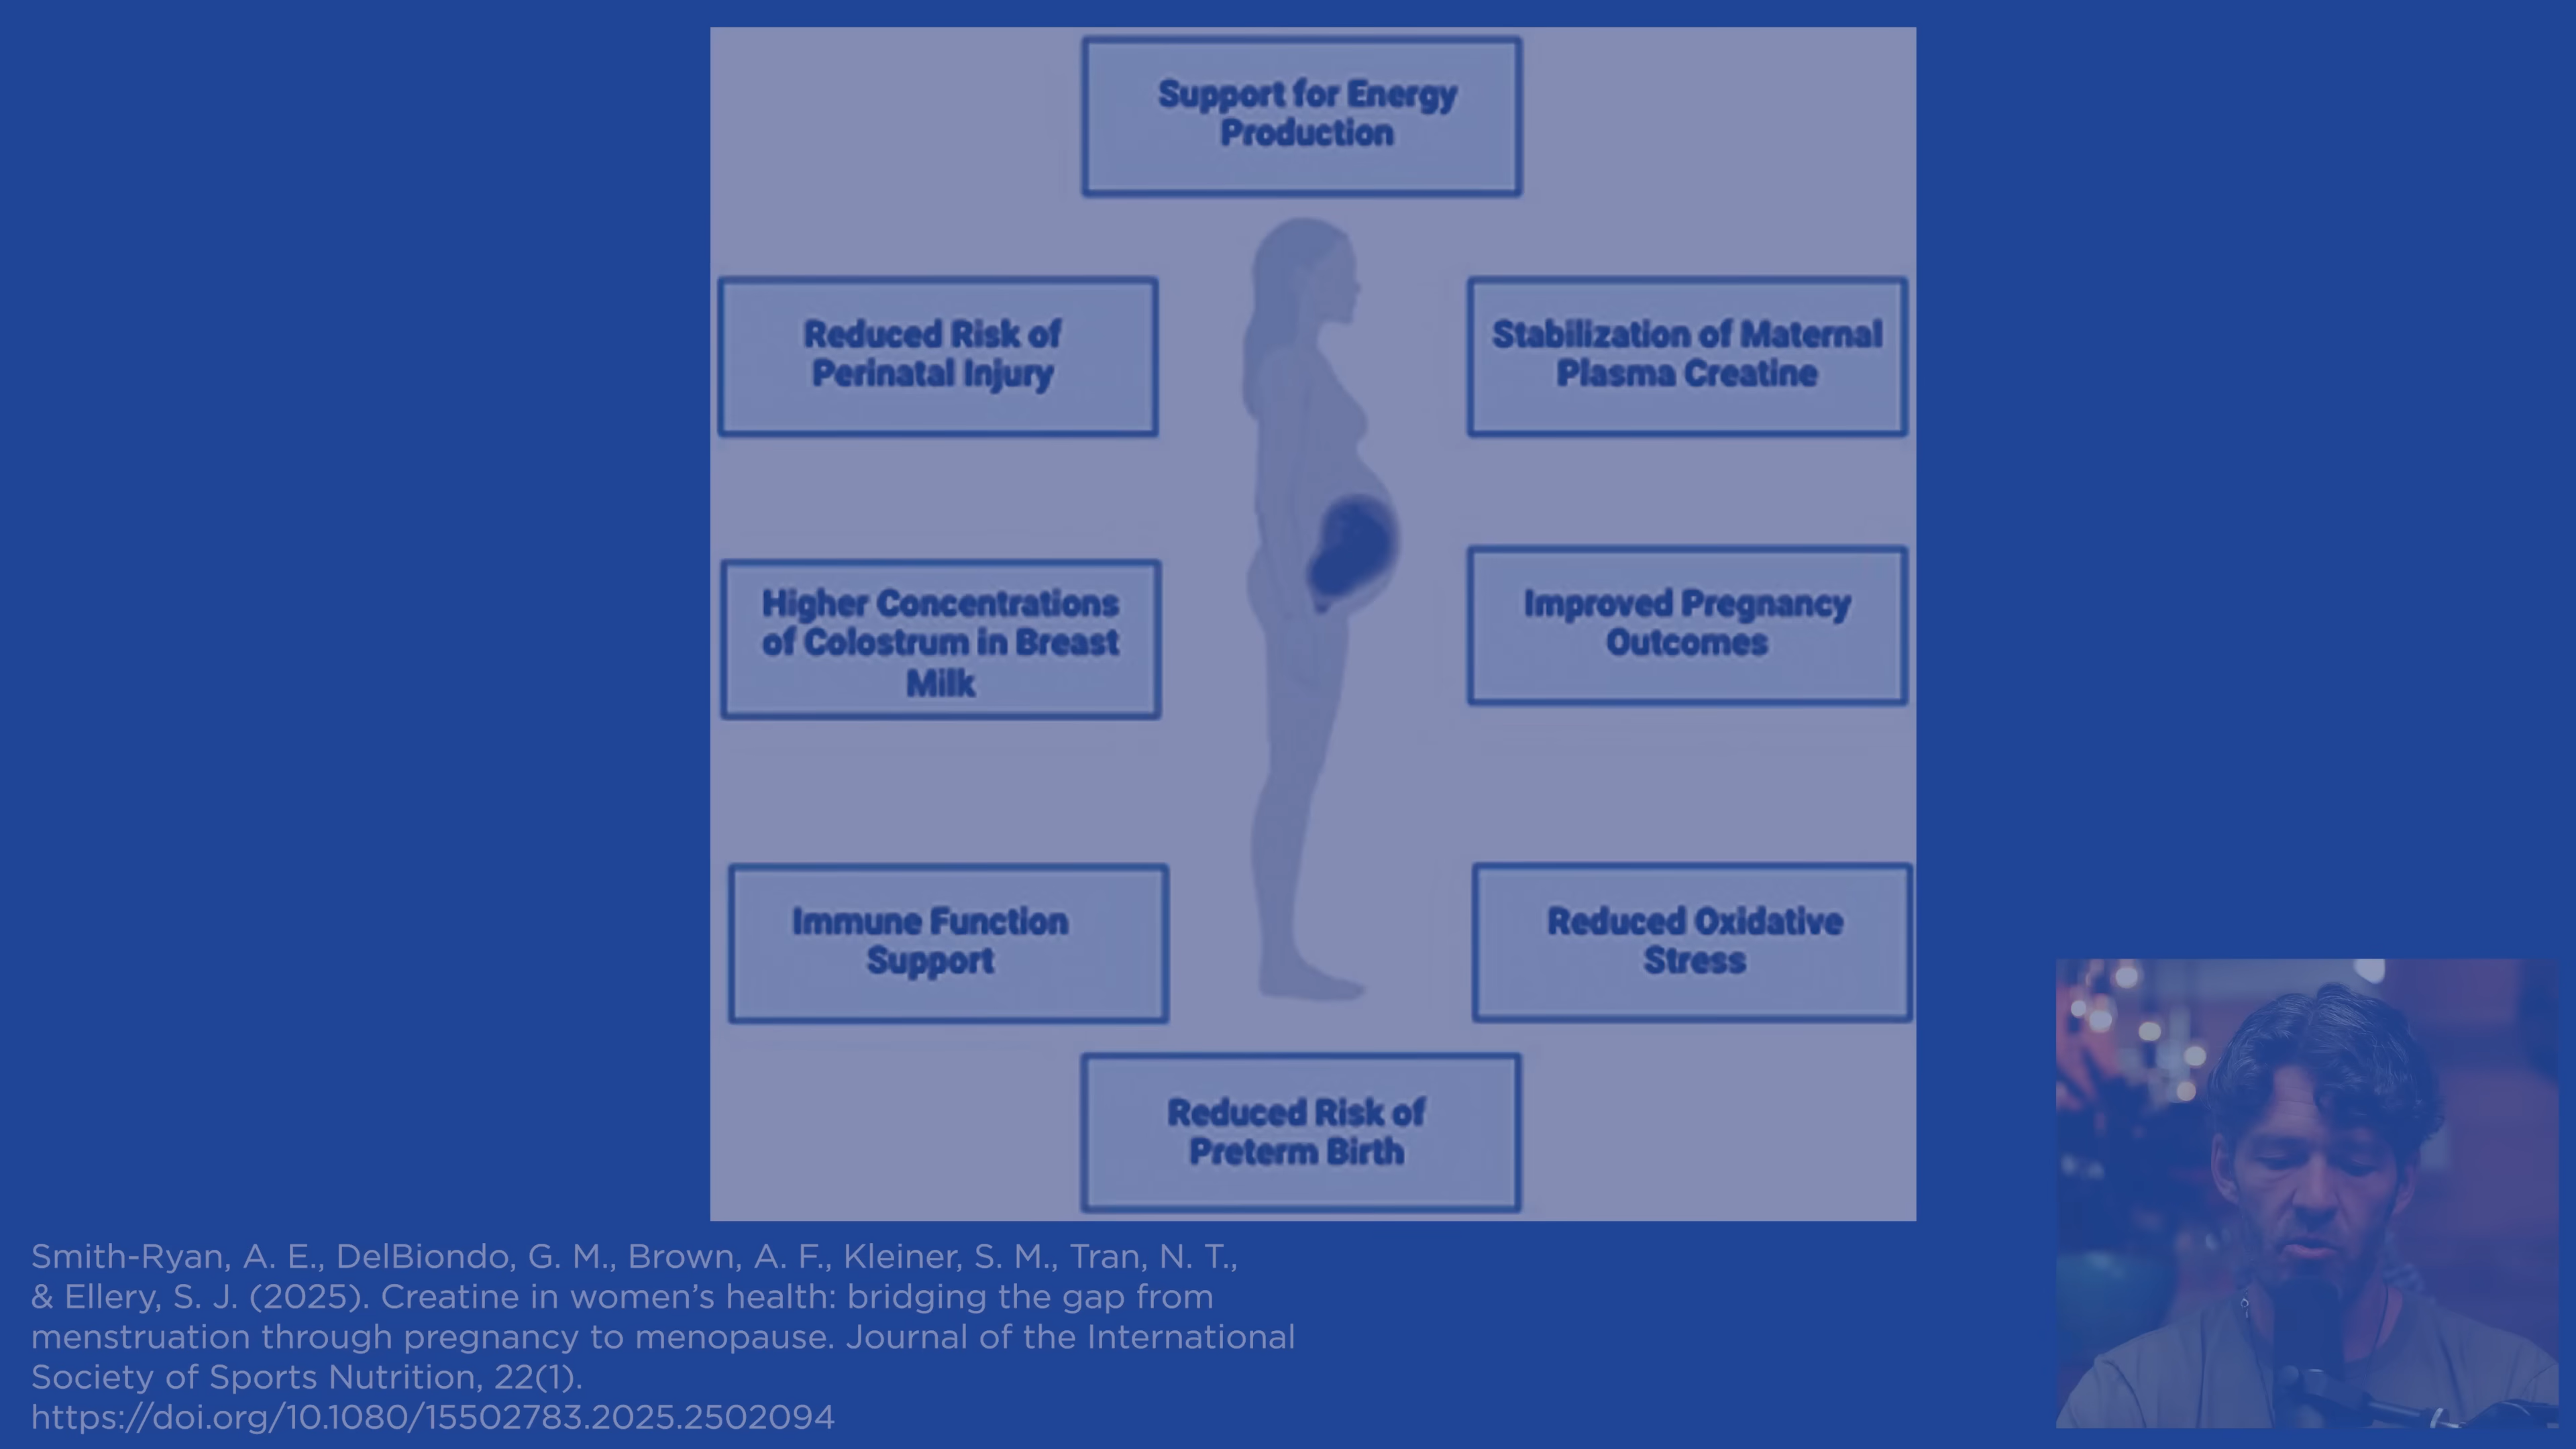 Support for Energy
Production
Reduced Risk of
Perinatal Injury
Stabilization of Maternal
Plasma Creatine
Higher Concentrations
of Colostrum in Breast
Milk
Improved Pregnancy
Outcomes
Immune Function
Support
Reduced Oxidative
Stress
Reduced Risk of
Preterm Birth
Smith-Ryan, A. E., DelBiondo, G. M., Brown, A. F., Kleiner, S. M., Tran, N. T.,
& Ellery, S. J. (2025). Creatine in women’s health: bridging the gap from
menstruation through pregnancy to menopause. Journal of the International
Society of Sports Nutrition, 22(1).
https://doi.org/10.1080/15502783.2025.2502094